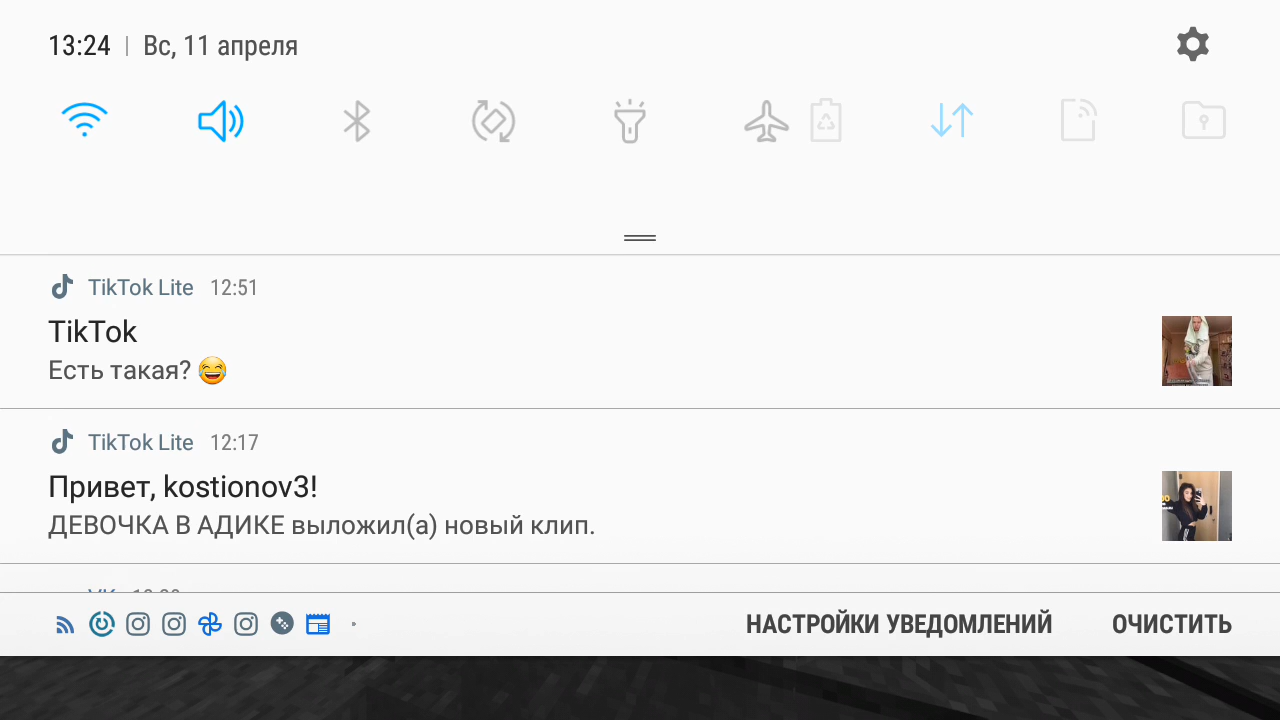 13:24 | Вс, 11 апреля
TikTok Lite 12:51
TikTok
Есть такая? 😂
TikTok Lite 12:17
Привет, kostionov3!
ДЕВОЧКА В АДИКЕ выложил(а) новый клип.
НАСТРОЙКИ УВЕДОМЛЕНИЙ ОЧИСТИТЬ